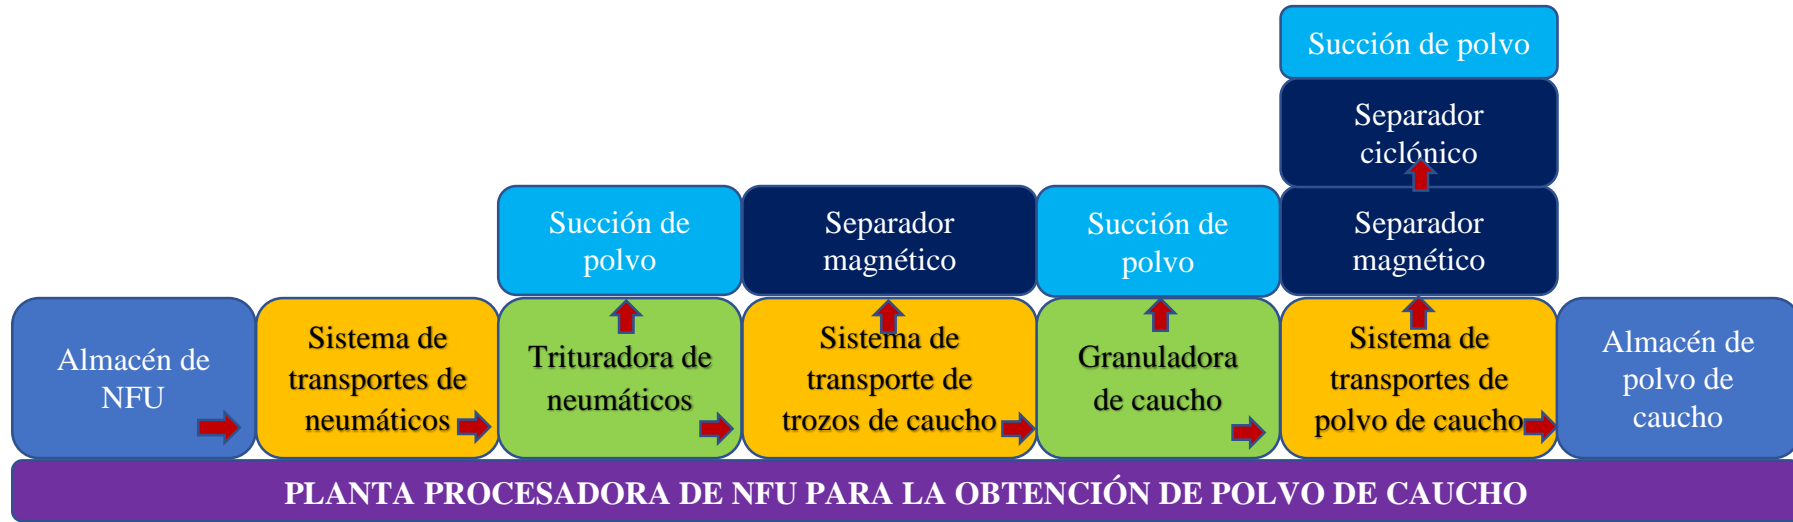 Succión de polvo
Separador
ciclónico
Succión de
polvo
Separador
magnético
Succión de
polvo
Separador
magnético
Almacén de
NFU
Sistema de
transportes de
neumáticos
Trituradora de
neumáticos
Sistema de
transporte de
trozos de caucho
Granuladora
de caucho
Sistema de
transportes de
polvo de caucho
Almacén de
polvo de
caucho
PLANTA PROCESADORA DE NFU PARA LA OBTENCIÓN DE POLVO DE CAUCHO